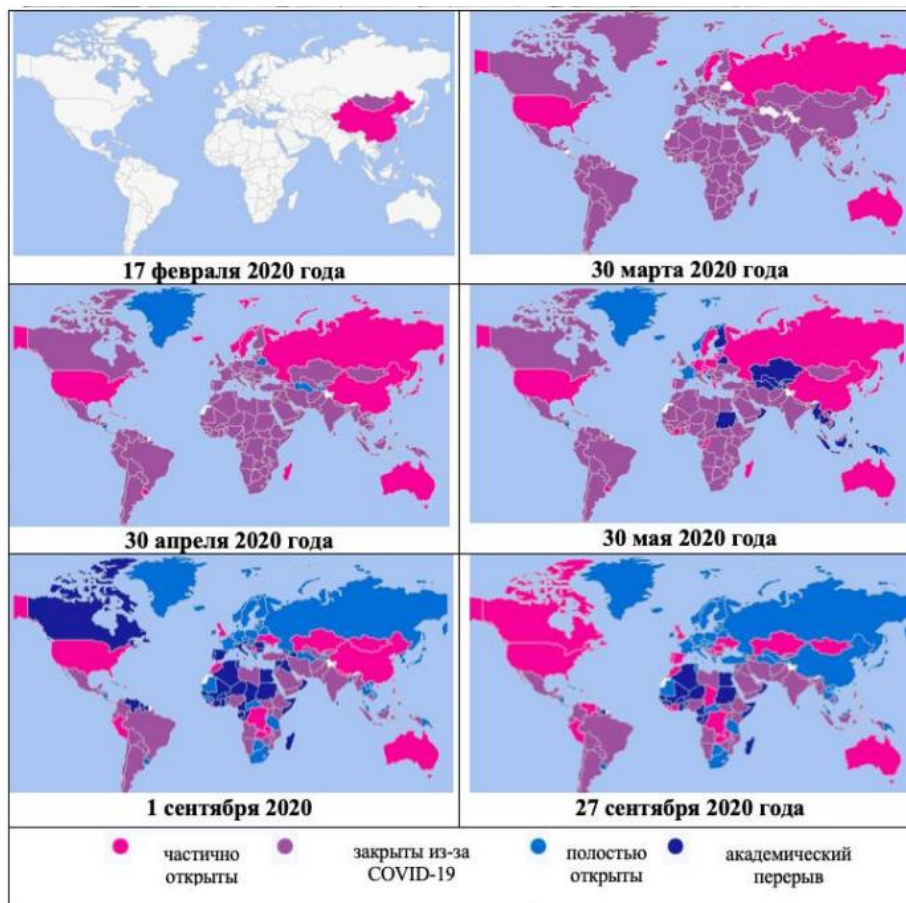 17 февраля 2020 года
30 марта 2020 года
30 апреля 2020 года
30 мая 2020 года
1 сентября 2020
27 сентября 2020 года
частично
открыты
закрыты из-за
COVID-19
полостью
открыты
академический
перерыв